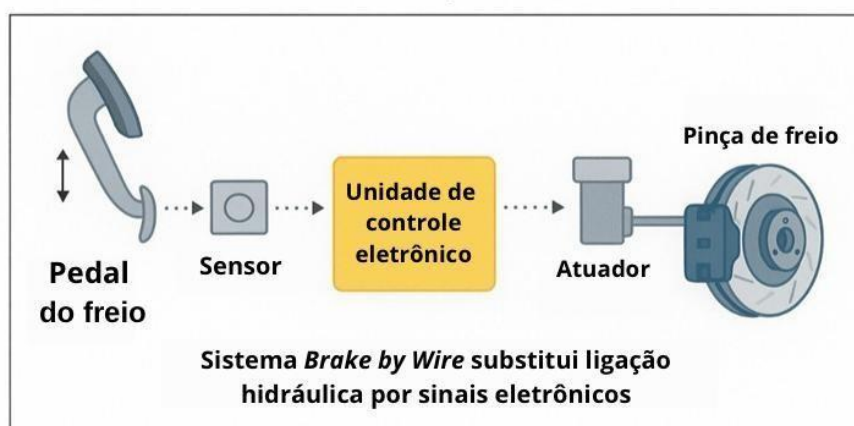 Pinça de freio
Unidade de
controle
eletrônico
Sensor
Atuador
Pedal
do freio
Sistema Brake by Wire substitui ligação
hidráulica por sinais eletrônicos